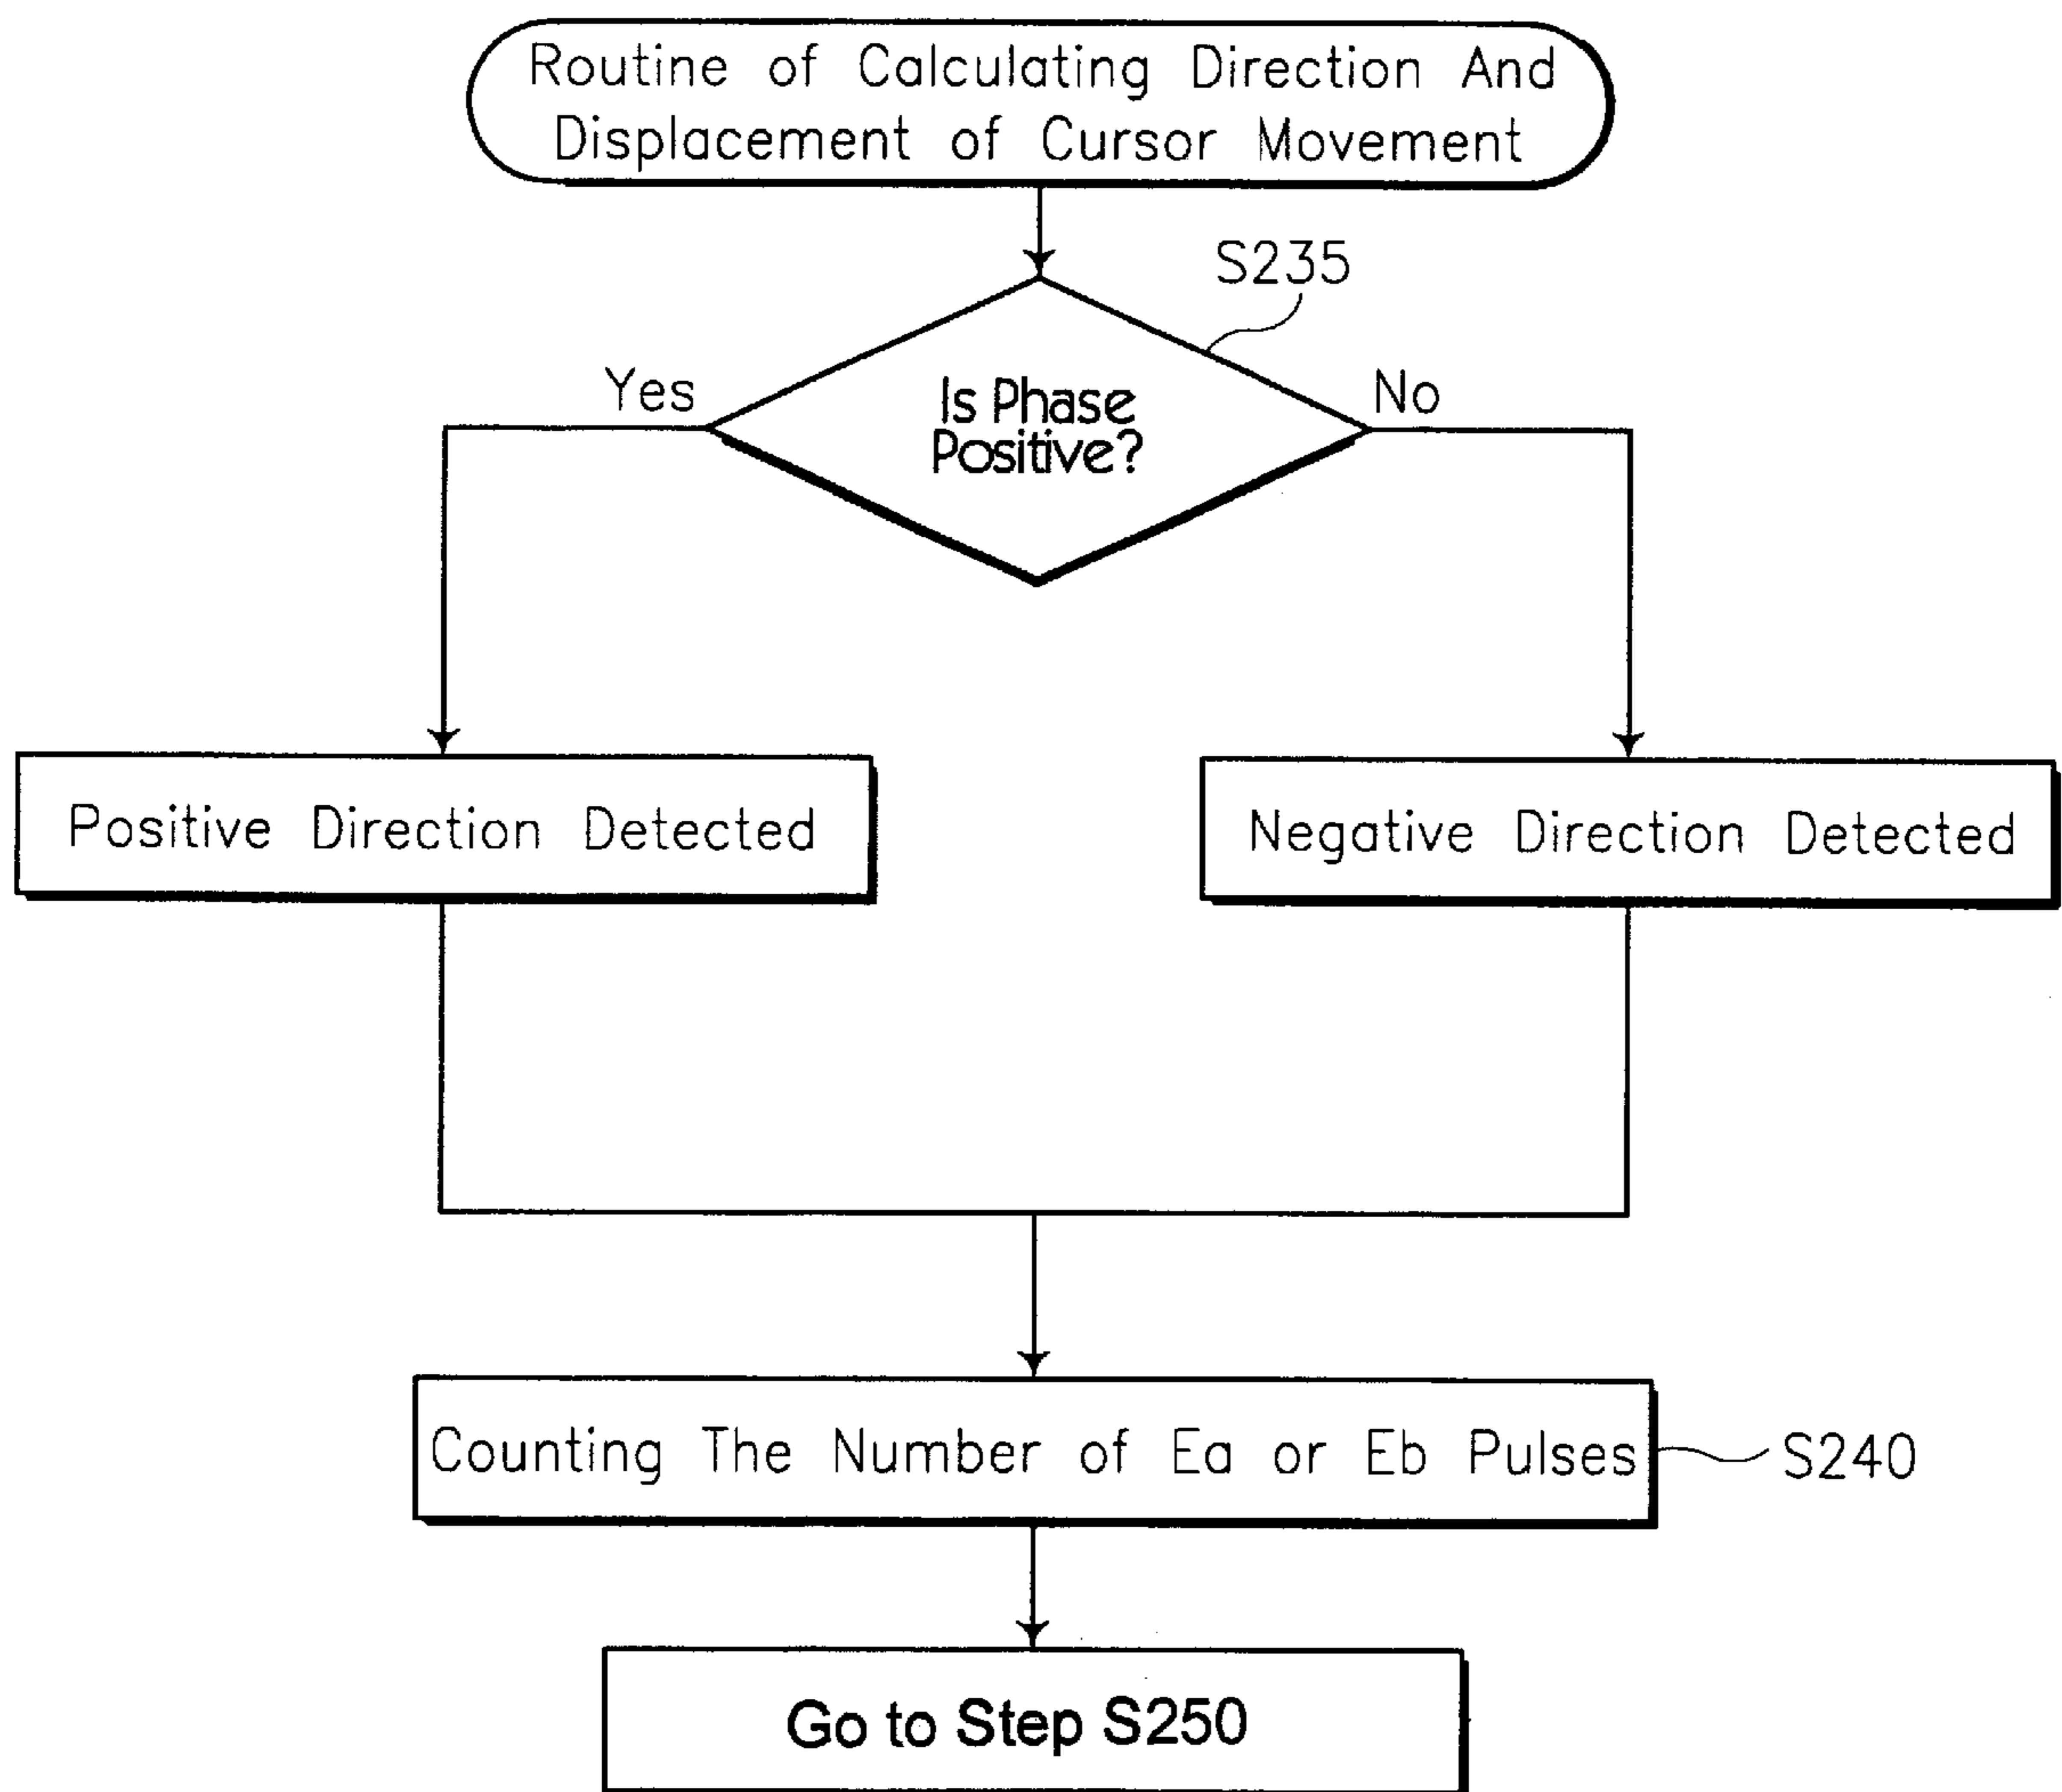 Routine of Calculating Direction And
Displacement of Cursor Movement
S235
Yes
Is Phase
Positive?
No
Positive Direction Detected
Negative Direction Detected
Counting The Number of Ea or Eb Pulses
S240
Go to Step S250